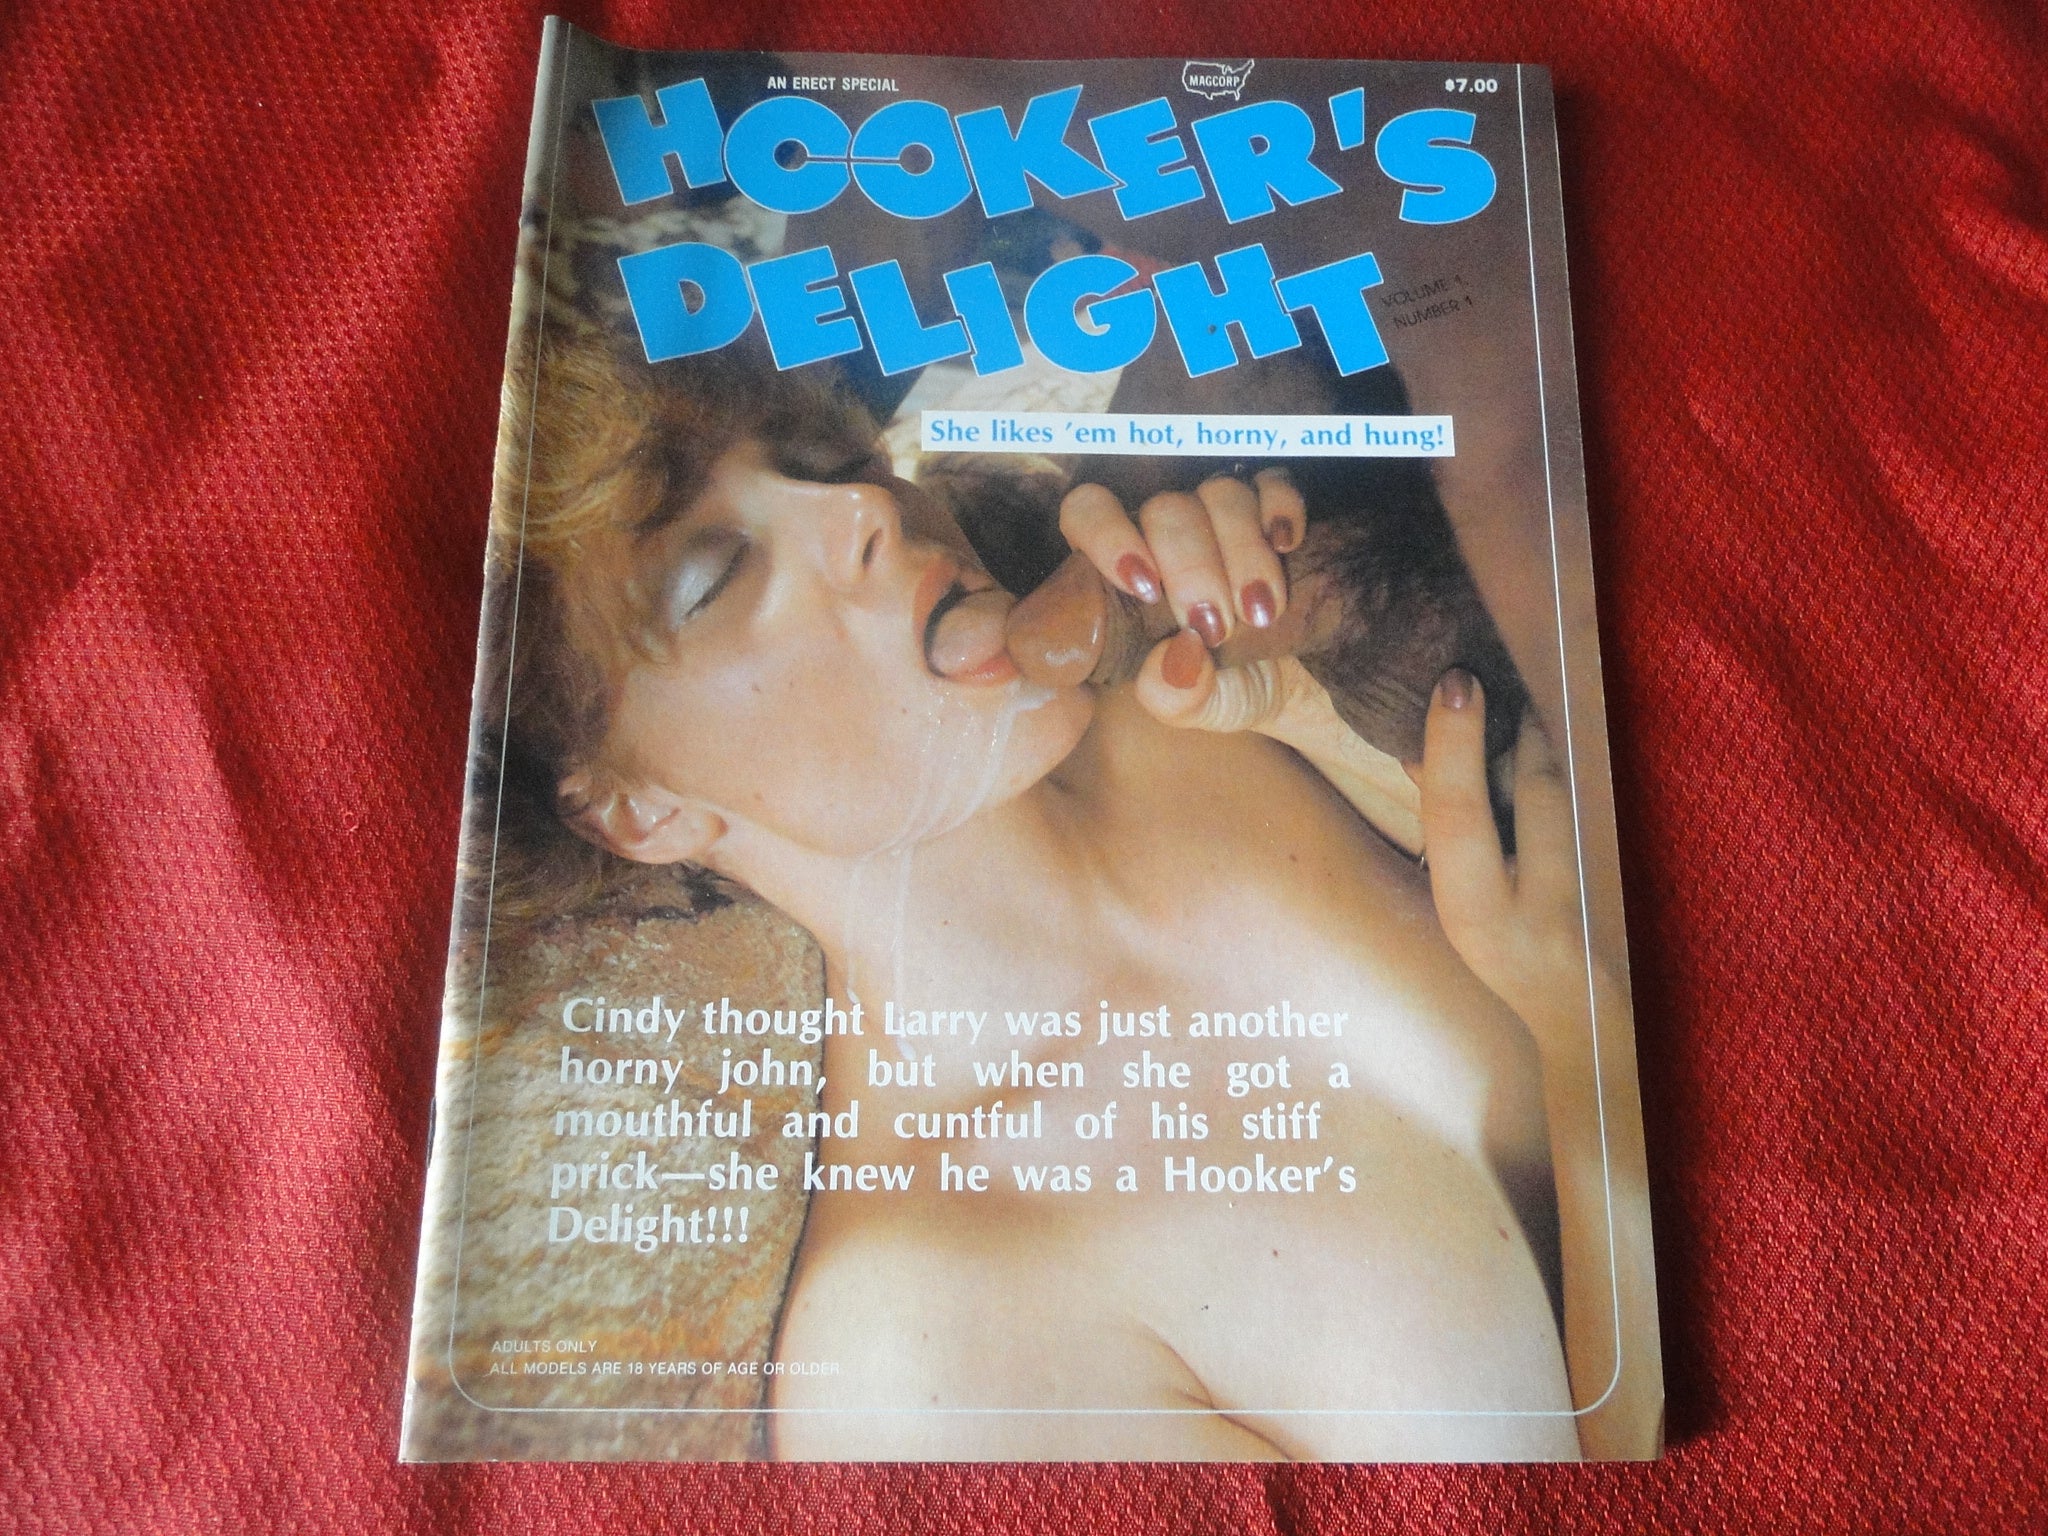 AN ERECT SPECIAL
MAGCORP
$7.00
HOOKER'S
DELIGHT
VOLUME 1,
NUMBER 1
She likes 'em hot, horny, and hung!
Cindy thought Larry was just another
horny john, but when she got a
mouthful and cuntful of his stiff
prick—she knew he was a Hooker's
Delight!!!
ADULTS ONLY
ALL MODELS ARE 18 YEARS OF AGE OR OLDER